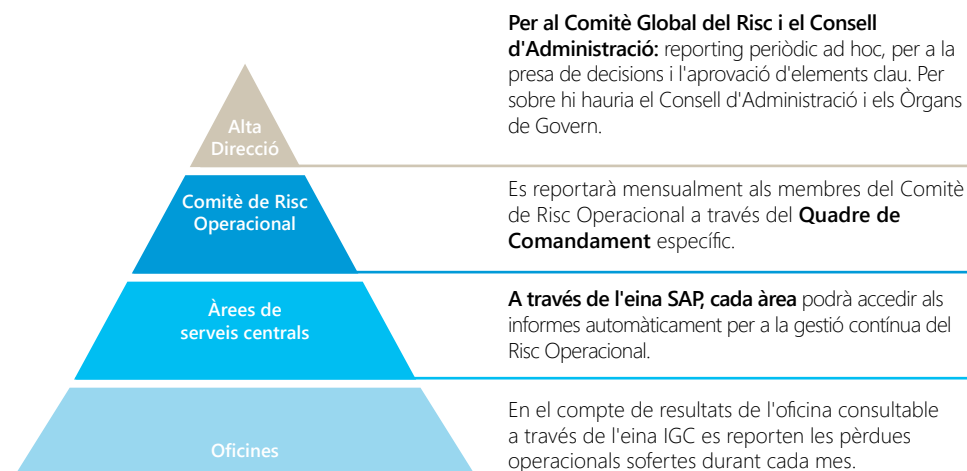 Per al Comitè Global del Risc i el Consell
d'Administració: reporting periòdic ad hoc, per a la
presa de decisions i l'aprovació d'elements clau. Per
sobre hi hauria el Consell d'Administració i els Òrgans
de Govern.
Alta
Direcció
Es reportarà mensualment als membres del Comitè
de Risc Operacional a través del Quadre de
Comandament específic.
Comitè de Risc
Operacional
A través de l'eina SAP, cada àrea podrà accedir als
informes automàticament per a la gestió contínua del
Risc Operacional.
Àrees de
serveis centrals
En el compte de resultats de l'oficina consultable
a través de l'eina IGC es reporten les pèrdues
operacionals sofertes durant cada mes.
Oficines